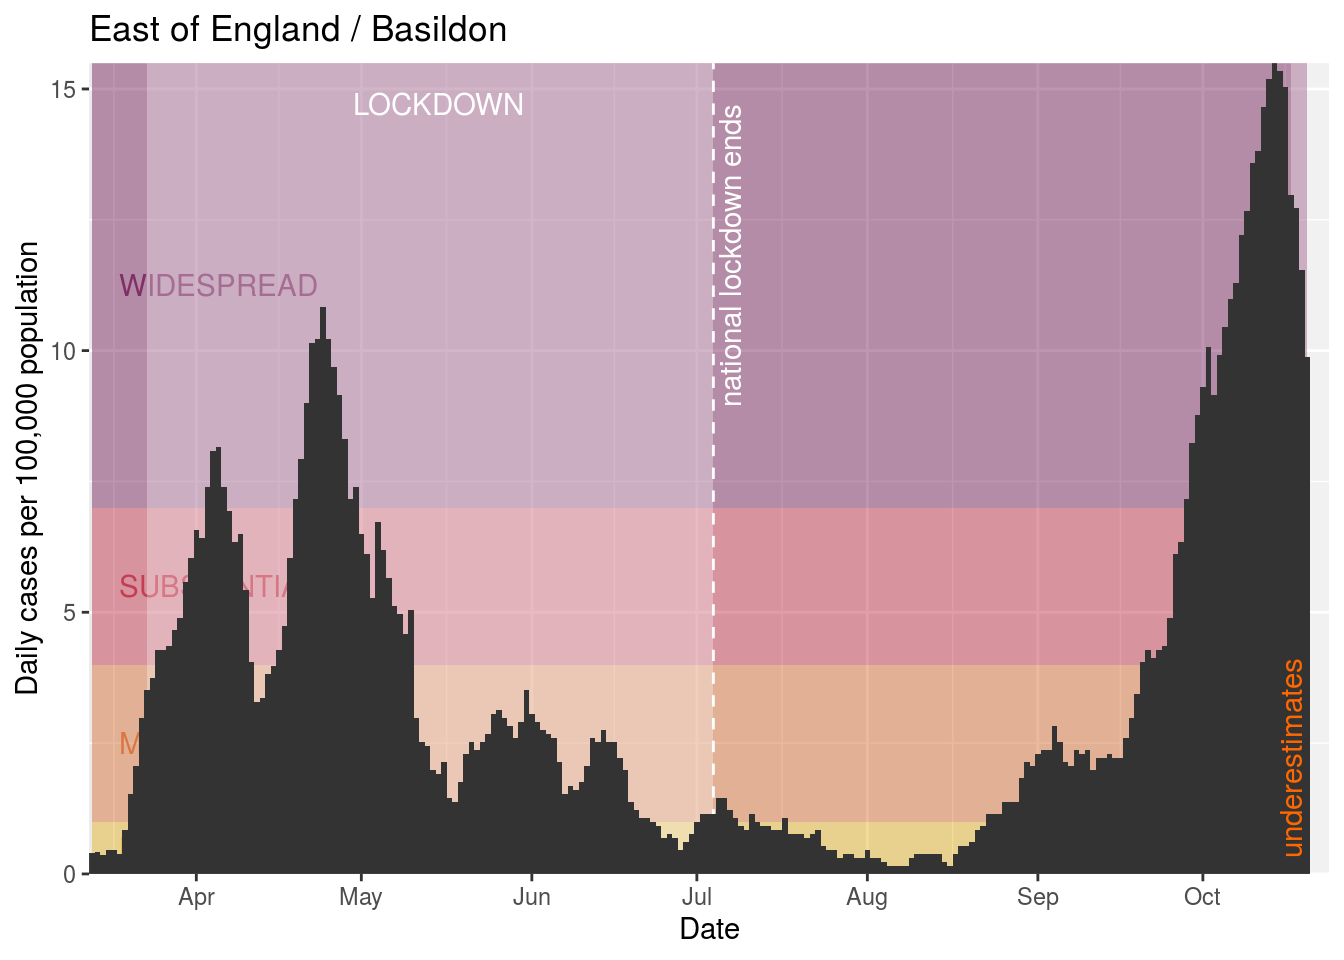 East of England / Basildon
Daily cases per 100,000 population
15
10
5
0
LOCKDOWN
WIDESPREAD
national lockdown ends
underestimates
Apr
May
Jun
Jul
Aug
Sep
Oct
Date